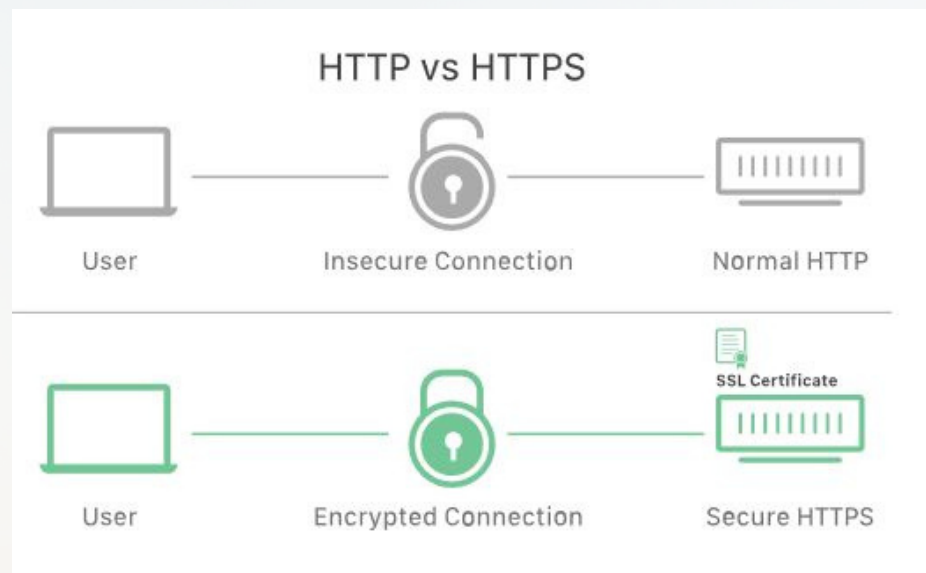 HTTP vs HTTPS
User
Insecure Connection
Normal HTTP
SSL Certificate
User
Encrypted Connection
Secure HTTPS